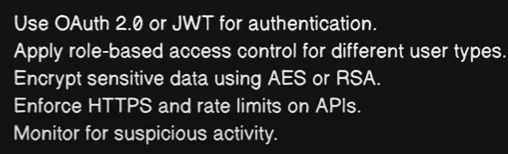 Use OAuth 2.0 or JWT for authentication.
Apply role-based access control for different user types.
Encrypt sensitive data using AES or RSA.
Enforce HTTPS and rate limits on APIs.
Monitor for suspicious activity.